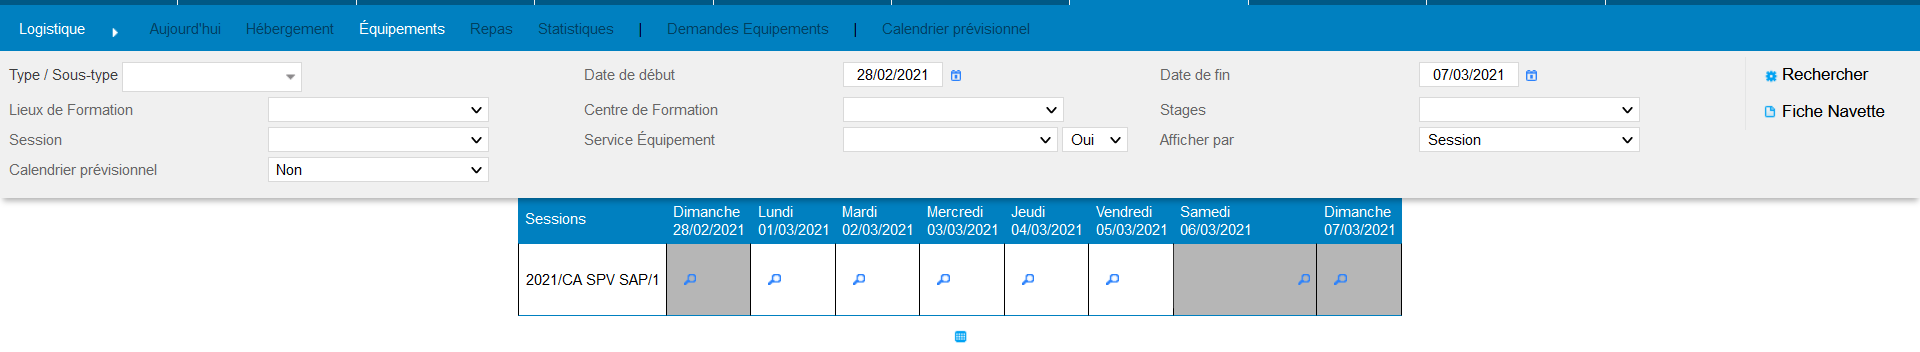 Logistique Aujourd'hui Hébergement Équipements Repas Statistiques | Demandes Equipements | Calendrier prévisionnel
Type / Sous-type Date de début 28/02/2021 Date de fin 07/03/2021 Rechercher
Lieux de Formation Centre de Formation Stages Fiche Navette
Session Service Équipement Oui Afficher par Session
Calendrier prévisionnel Non
Sessions Dimanche 28/02/2021 Lundi 01/03/2021 Mardi 02/03/2021 Mercredi 03/03/2021 Jeudi 04/03/2021 Vendredi 05/03/2021 Samedi 06/03/2021 Dimanche 07/03/2021
2021/CA SPV SAP/1